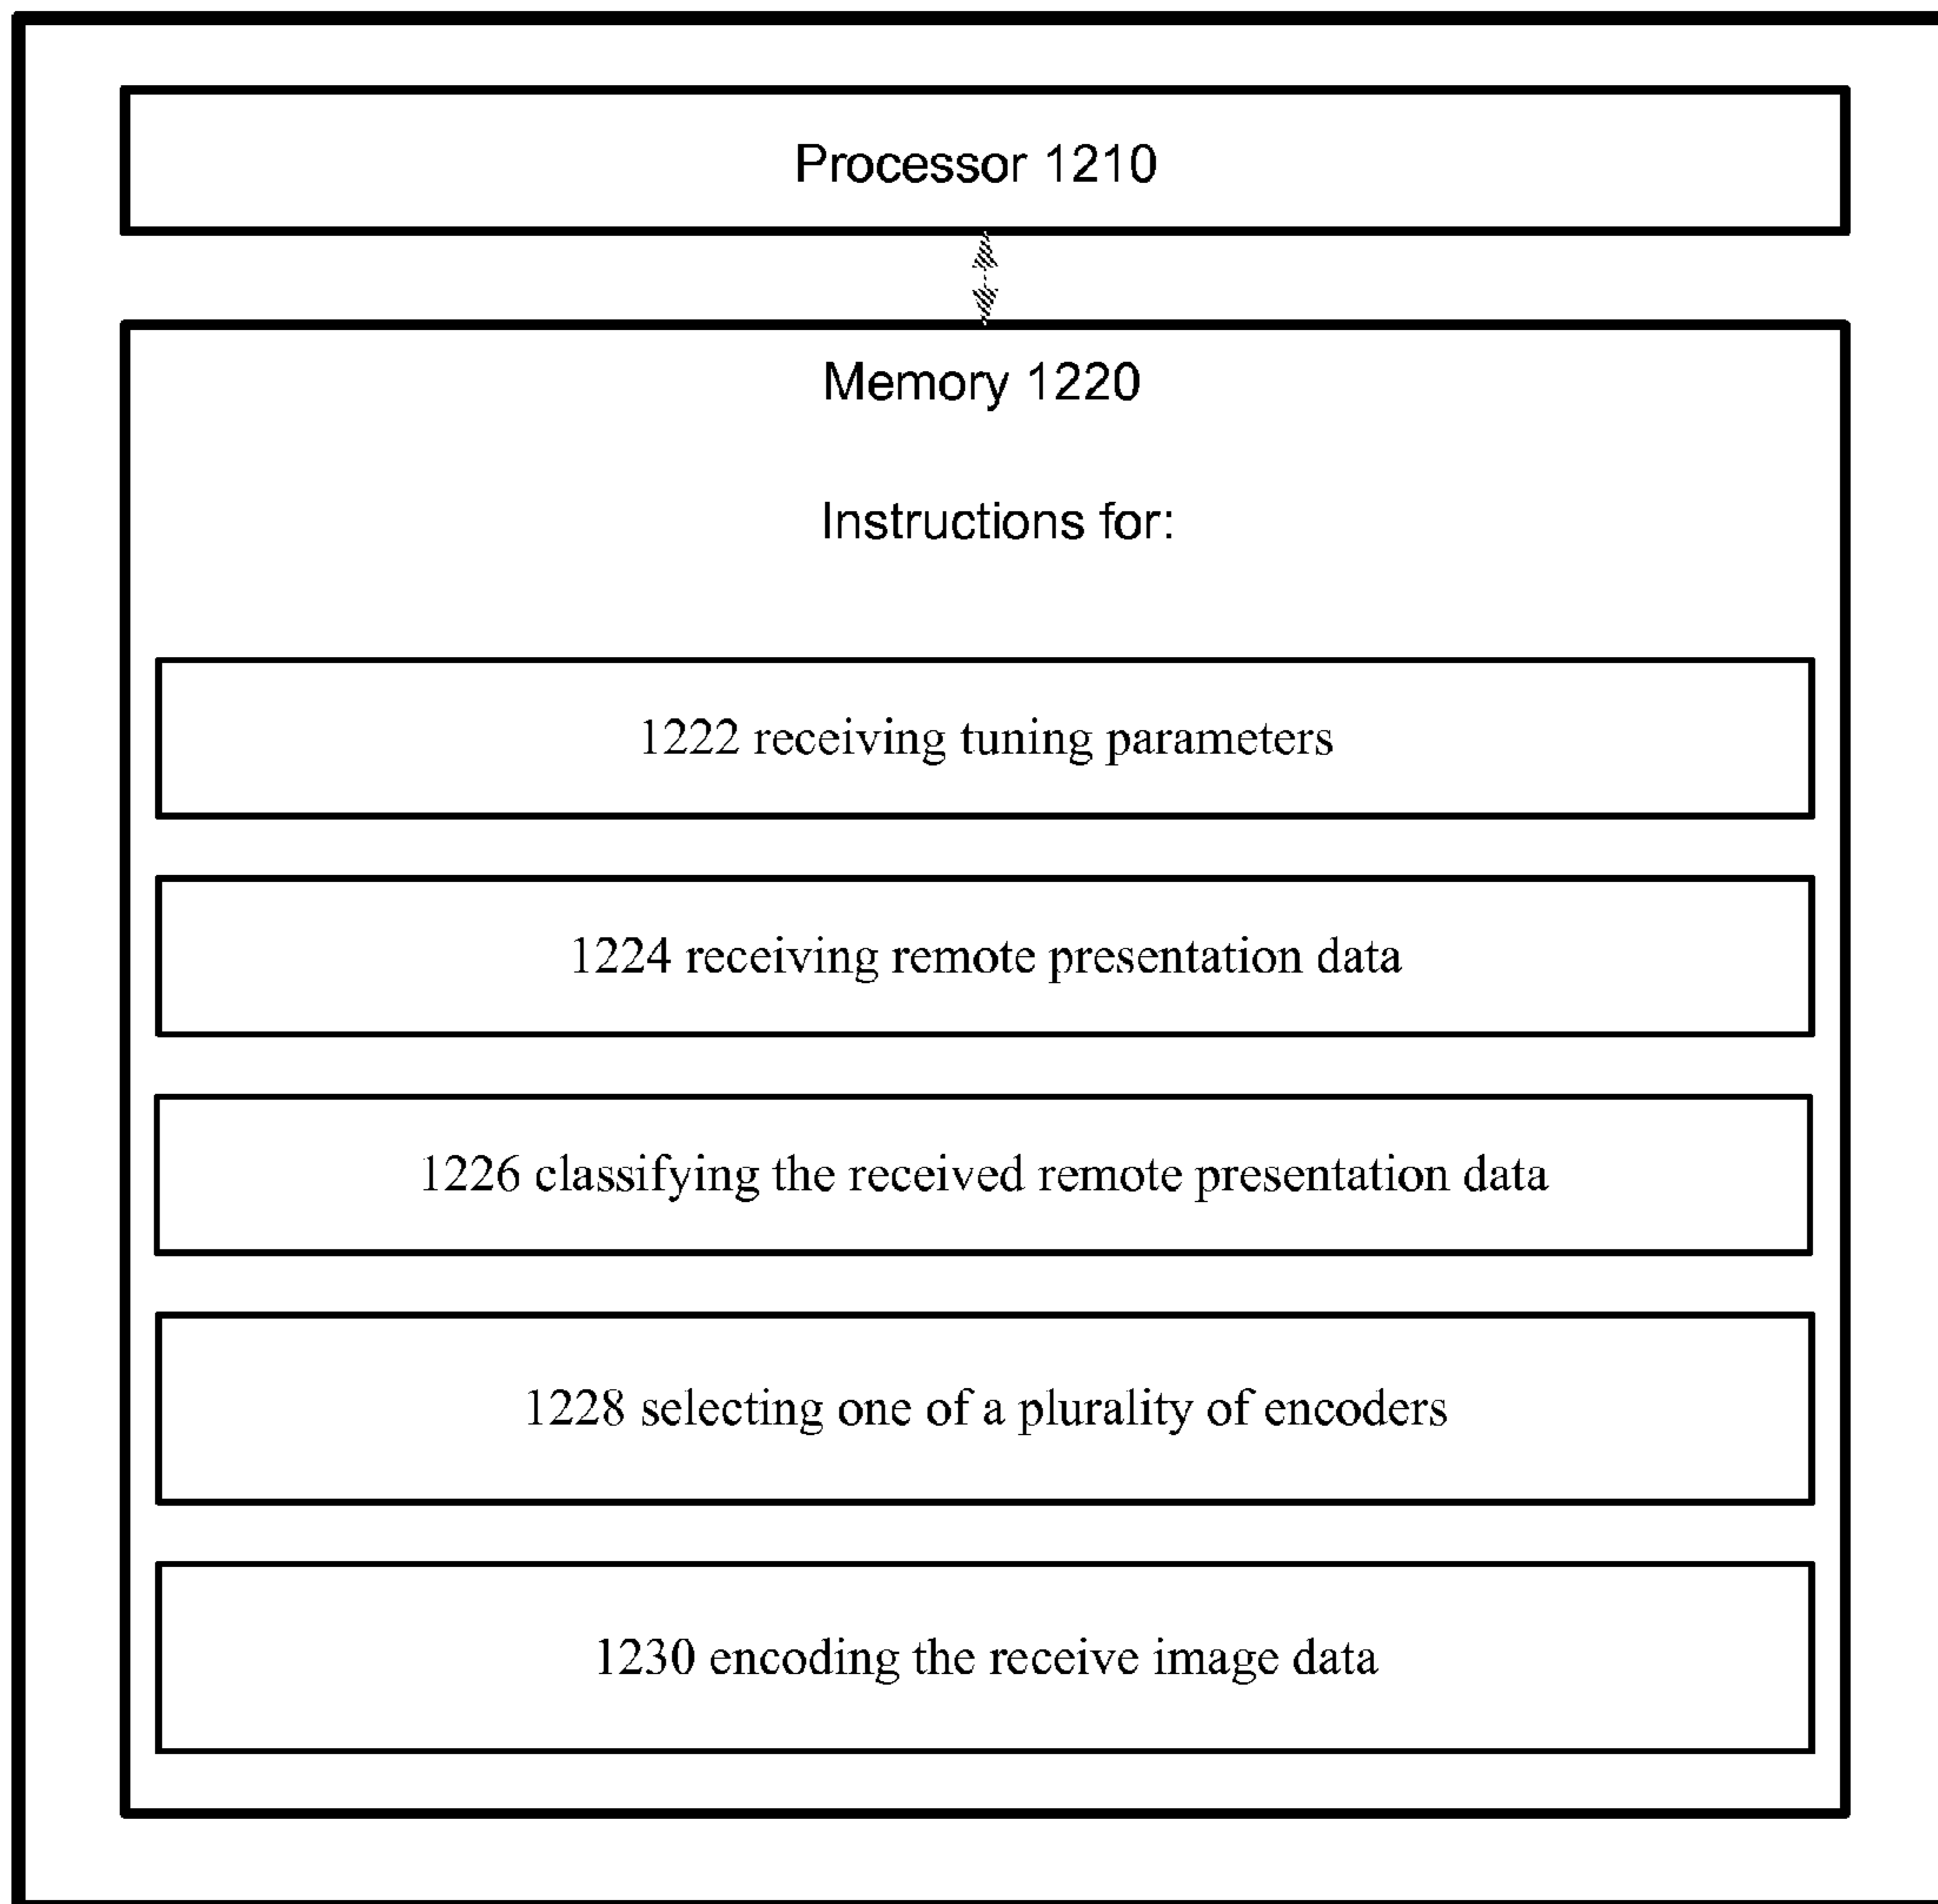 Processor 1210
Memory 1220
Instructions for:
1222 receiving tuning parameters
1224 receiving remote presentation data
1226 classifying the received remote presentation data
1228 selecting one of a plurality of encoders
1230 encoding the receive image data